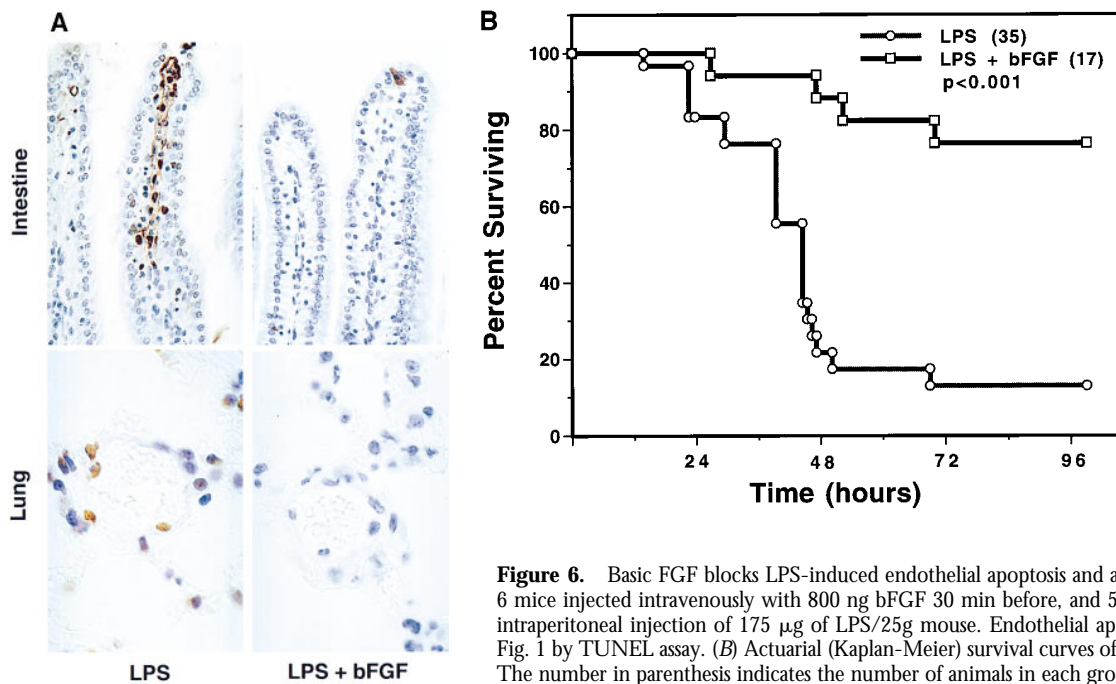 A
Intestine
Lung
LPS
LPS + bFGF
B
LPS (35)
LPS + bFGF (17)
p<0.001
Percent Surviving
100
80
60
40
20
0
24
48
72
96
Time (hours)
Figure 6. Basic FGF blocks LPS-induced endothelial apoptosis and a
6 mice injected intravenously with 800 ng bFGF 30 min before, and 5
intraperitoneal injection of 175 μg of LPS/25g mouse. Endothelial ap
Fig. 1 by TUNEL assay. (B) Actuarial (Kaplan-Meier) survival curves of
The number in parenthesis indicates the number of animals in each gro